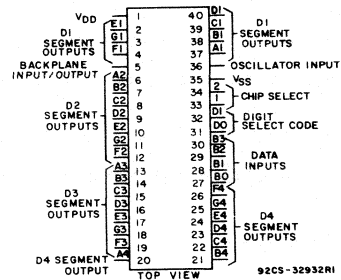 VDD 1 40 D1
E1 2 39 C1
G1 3 38 B1
F1 4 37 A1
D1 SEGMENT OUTPUTS
D1 SEGMENT OUTPUTS
BACKPLANE INPUT/OUTPUT 5 36 OSCILLATOR INPUT
A2 6 35 VSS
B2 7 34 2
C2 8 33 1
CHIP SELECT
D2 9 32 D1
E2 10 31 D0
DIGIT SELECT CODE
G2 11 30 B3
F2 12 29 B2
D2 SEGMENT OUTPUTS
A3 13 28 B1
B3 14 27 B0
DATA INPUTS
C3 15 26 F4
D3 16 25 G4
E3 17 24 E4
G3 18 23 D4
F3 19 22 C4
D3 SEGMENT OUTPUTS
D4 SEGMENT OUTPUTS
A4 20 21 B4
D4 SEGMENT OUTPUT
TOP VIEW
92CS-32932R1